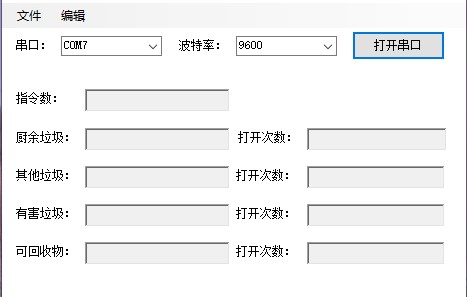 文件 编辑
串口： COM7 波特率： 9600 打开串口
指令数：
厨余垃圾： 打开次数：
其他垃圾： 打开次数：
有害垃圾： 打开次数：
可回收物： 打开次数：